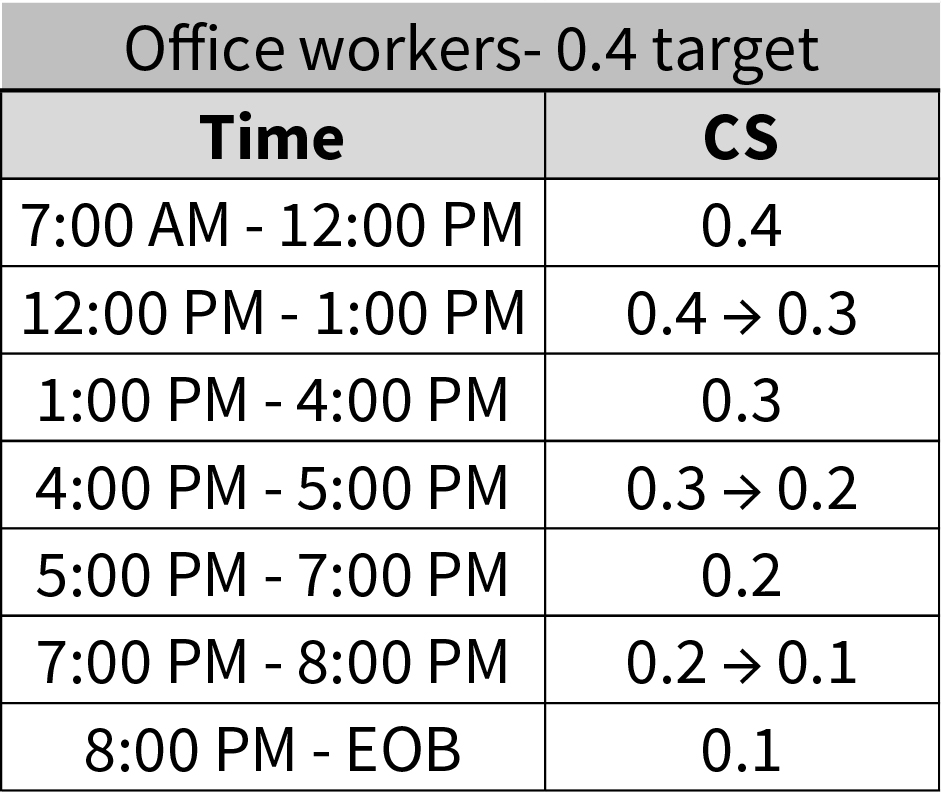 Office workers- 0.4 target
Time CS
7:00 AM - 12:00 PM 0.4
12:00 PM - 1:00 PM 0.4 → 0.3
1:00 PM - 4:00 PM 0.3
4:00 PM - 5:00 PM 0.3 → 0.2
5:00 PM - 7:00 PM 0.2
7:00 PM - 8:00 PM 0.2 → 0.1
8:00 PM - EOB 0.1